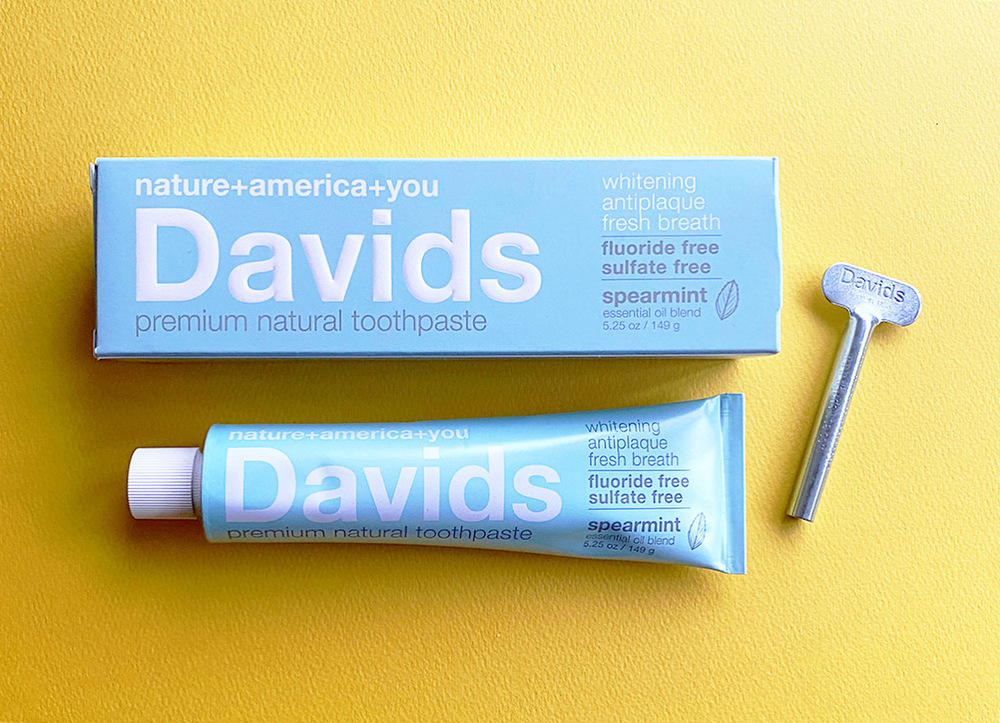 nature+america+you
Davids
premium natural toothpaste
whitening
antiplaque
fresh breath
fluoride free
sulfate free
spearmint
essential oil blend
5.25 oz / 149 g
Davids
nature+america+you
Davids
premium natural toothpaste
whitening
antiplaque
fresh breath
fluoride free
sulfate free
spearmint
essential oil blend
5.25 oz / 149 g